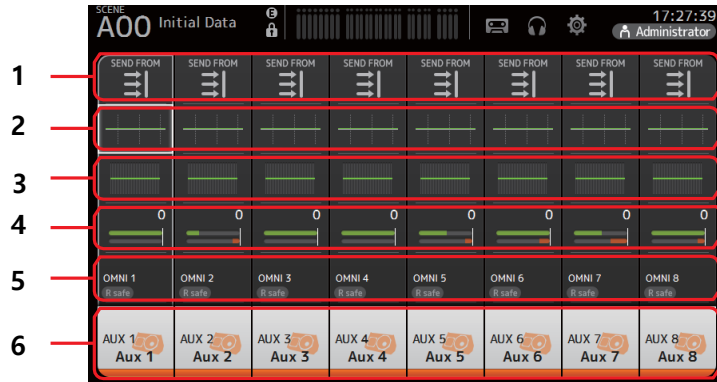 SCENE
A00 Initial Data
E
17:27:39
Administrator
1
SEND FROM SEND FROM SEND FROM SEND FROM SEND FROM SEND FROM SEND FROM SEND FROM
2
3
4
0 0 0 0 0 0 0 0
5
OMNI 1 OMNI 2 OMNI 3 OMNI 4 OMNI 5 OMNI 6 OMNI 7 OMNI 8
R safe R safe R safe R safe R safe R safe R safe R safe
6
AUX 1 AUX 2 AUX 3 AUX 4 AUX 5 AUX 6 AUX 7 AUX 8
Aux 1 Aux 2 Aux 3 Aux 4 Aux 5 Aux 6 Aux 7 Aux 8